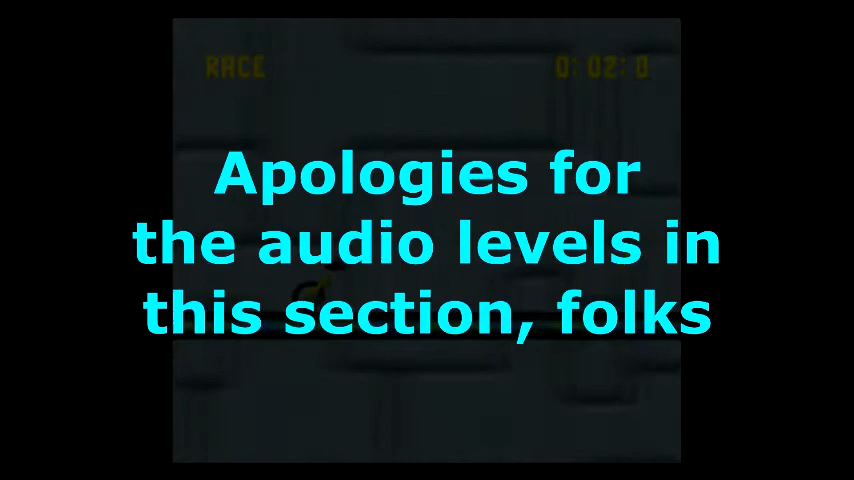 RACE 0:02:0
Apologies for
the audio levels in
this section, folks